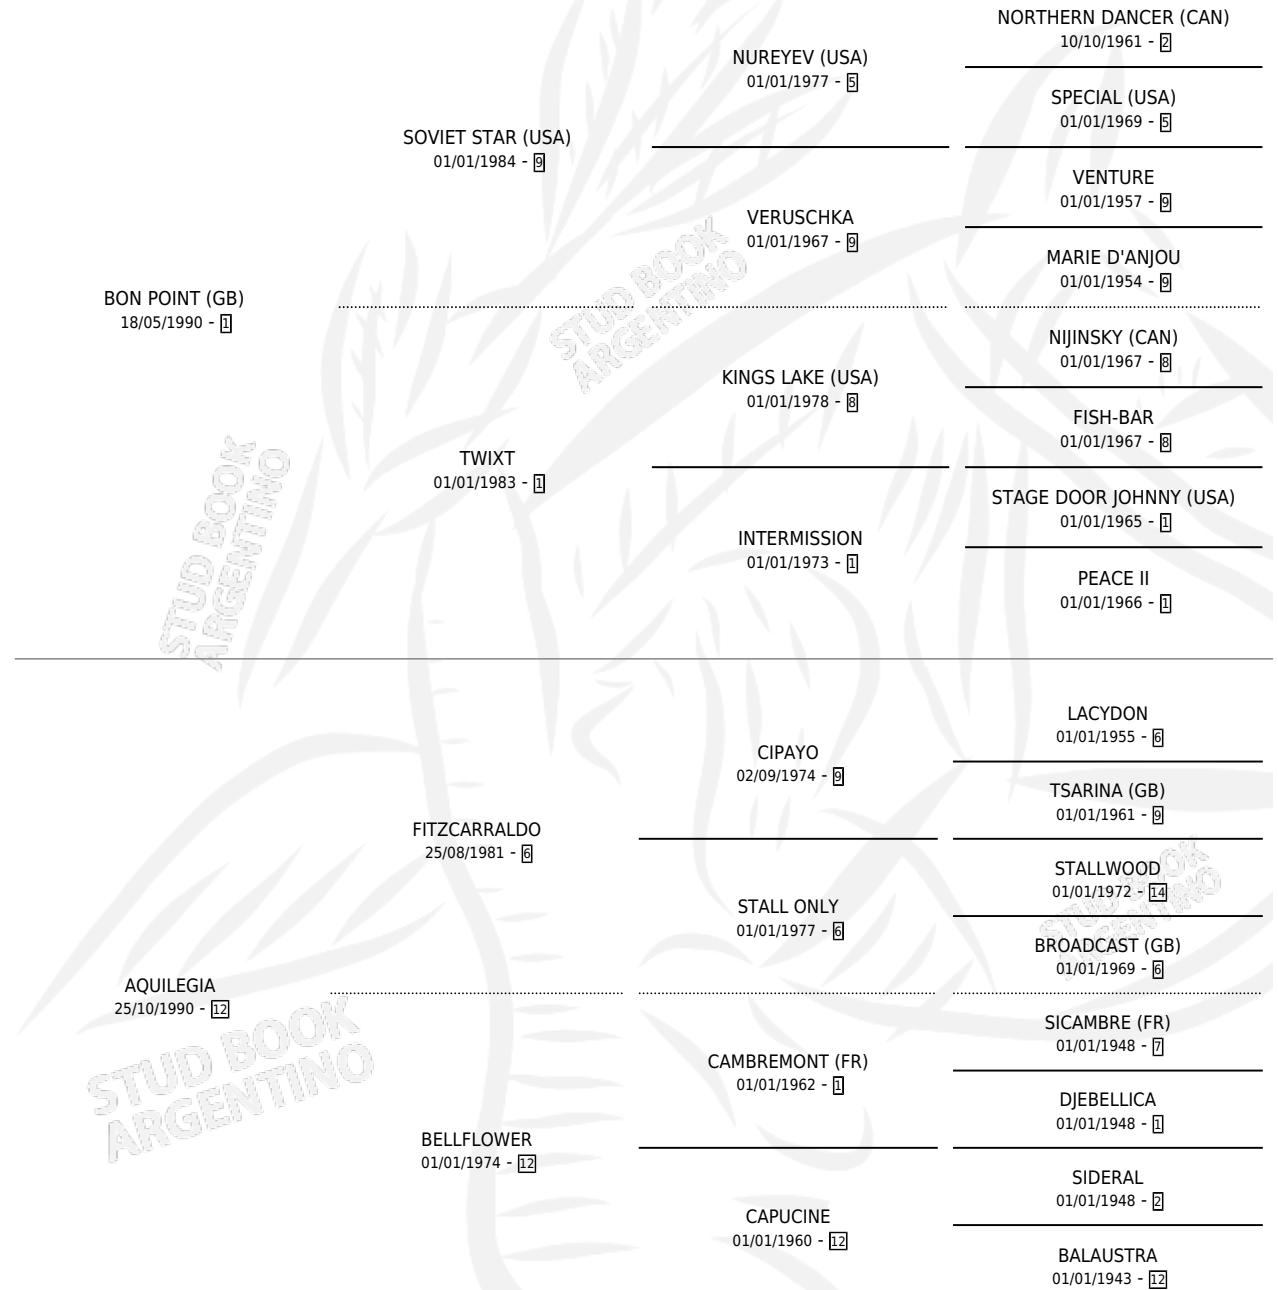 NORTHERN DANCER (CAN)
10/10/1961 - 2
NUREYEV (USA)
01/01/1977 - 5
SPECIAL (USA)
01/01/1969 - 5
SOVIET STAR (USA)
01/01/1984 - 9
VENTURE
01/01/1957 - 9
VERUSCHKA
01/01/1967 - 9
MARIE D'ANJOU
01/01/1954 - 9
BON POINT (GB)
18/05/1990 - 1
NIJINSKY (CAN)
01/01/1967 - 8
KINGS LAKE (USA)
01/01/1978 - 8
FISH-BAR
01/01/1967 - 8
TWIXT
01/01/1983 - 1
STAGE DOOR JOHNNY (USA)
01/01/1965 - 1
INTERMISSION
01/01/1973 - 1
PEACE II
01/01/1966 - 1
LACYDON
01/01/1955 - 6
CIPAYO
02/09/1974 - 9
TSARINA (GB)
01/01/1961 - 9
FITZCARRALDO
25/08/1981 - 6
STALLWOOD
01/01/1972 - 14
STALL ONLY
01/01/1977 - 6
BROADCAST (GB)
01/01/1969 - 6
AQUILEGIA
25/10/1990 - 12
SICAMBRE (FR)
01/01/1948 - 7
CAMBREMONT (FR)
01/01/1962 - 1
DJEBELLICA
01/01/1948 - 1
BELLFLOWER
01/01/1974 - 12
SIDERAL
01/01/1948 - 2
CAPUCINE
01/01/1960 - 12
BALAUSTRA
01/01/1943 - 12
STUD BOOK
ARGENTINO
STUD BOOK
ARGENTINO
STUD BOOK
ARGENTINO
STUD BOOK
ARGENTINO